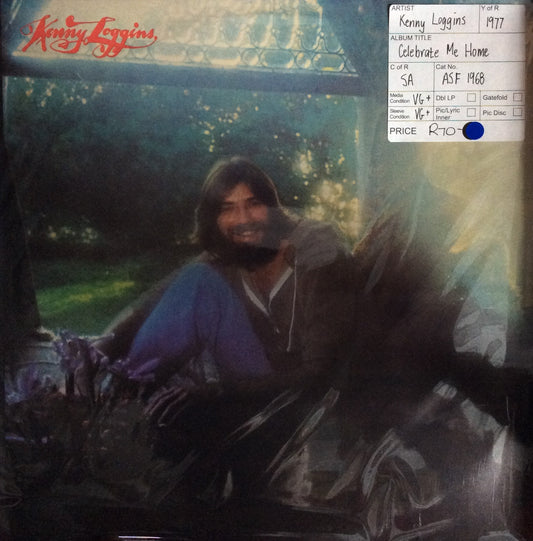 Kenny Loggins
ARTIST
Kenny Loggins
Y of R
1977
ALBUM TITLE
Celebrate Me Home
C of R
SA
Cat No.
ASF 1968
Media Condition VG+
Dbl LP
Gatefold
Sleeve Condition VG+
Pic/Lyric Inner
Pic Disc
PRICE R70-